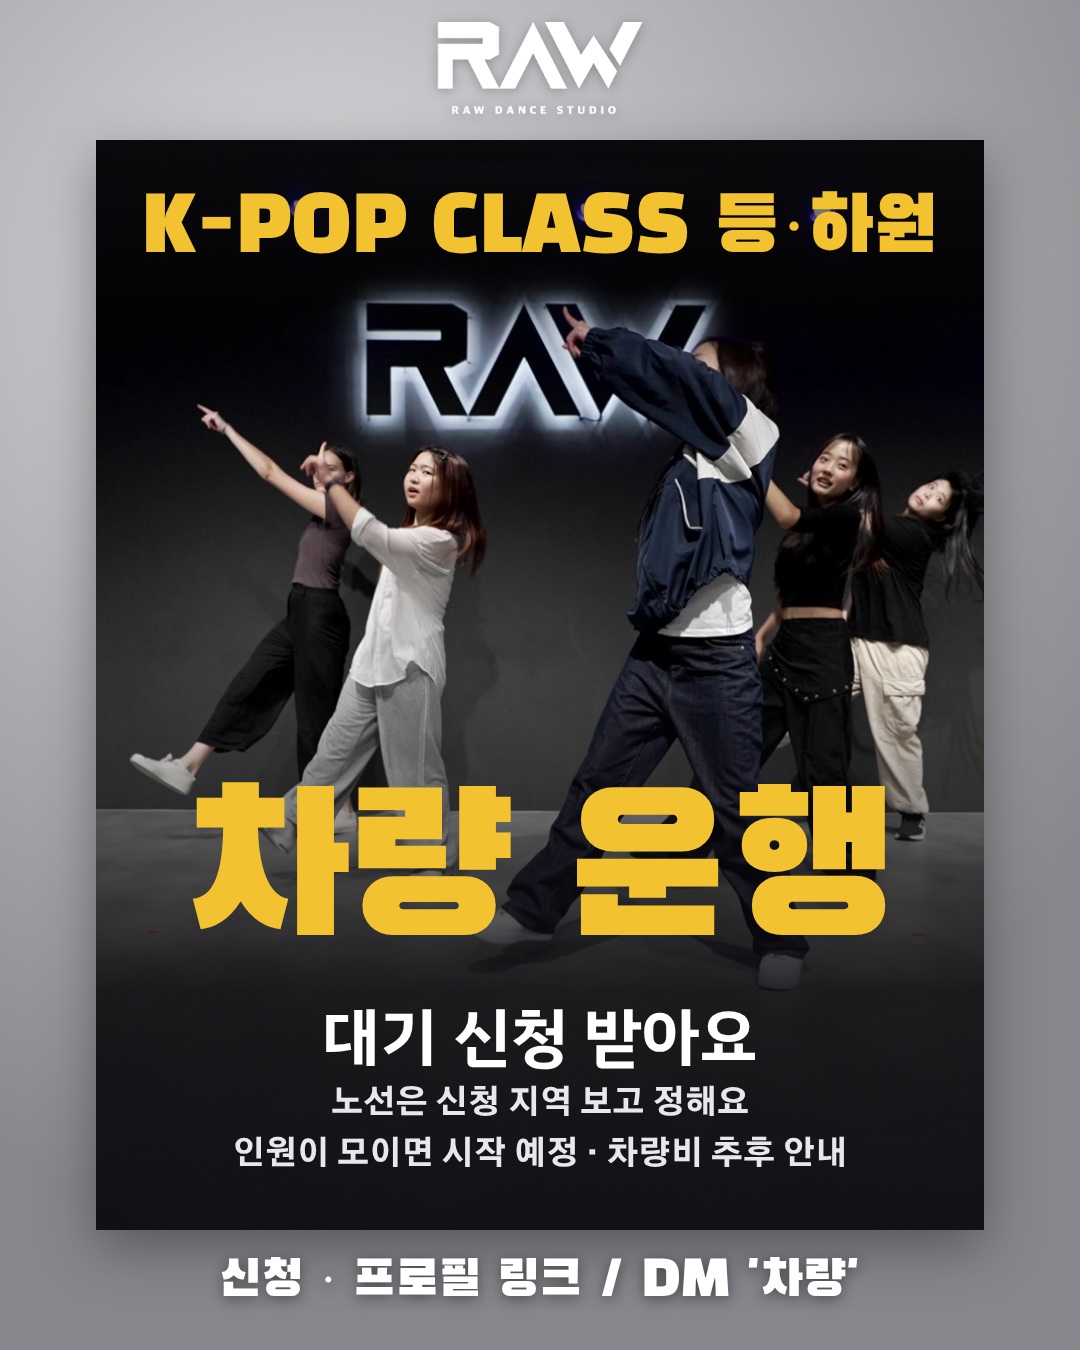 RAW
RAW DANCE STUDIO
K-POP CLASS 등·하원
RAW
차량 운행
대기 신청 받아요
노선은 신청 지역 보고 정해요
인원이 모이면 시작 예정 · 차량비 추후 안내
신청 · 프로필 링크 / DM '차량'